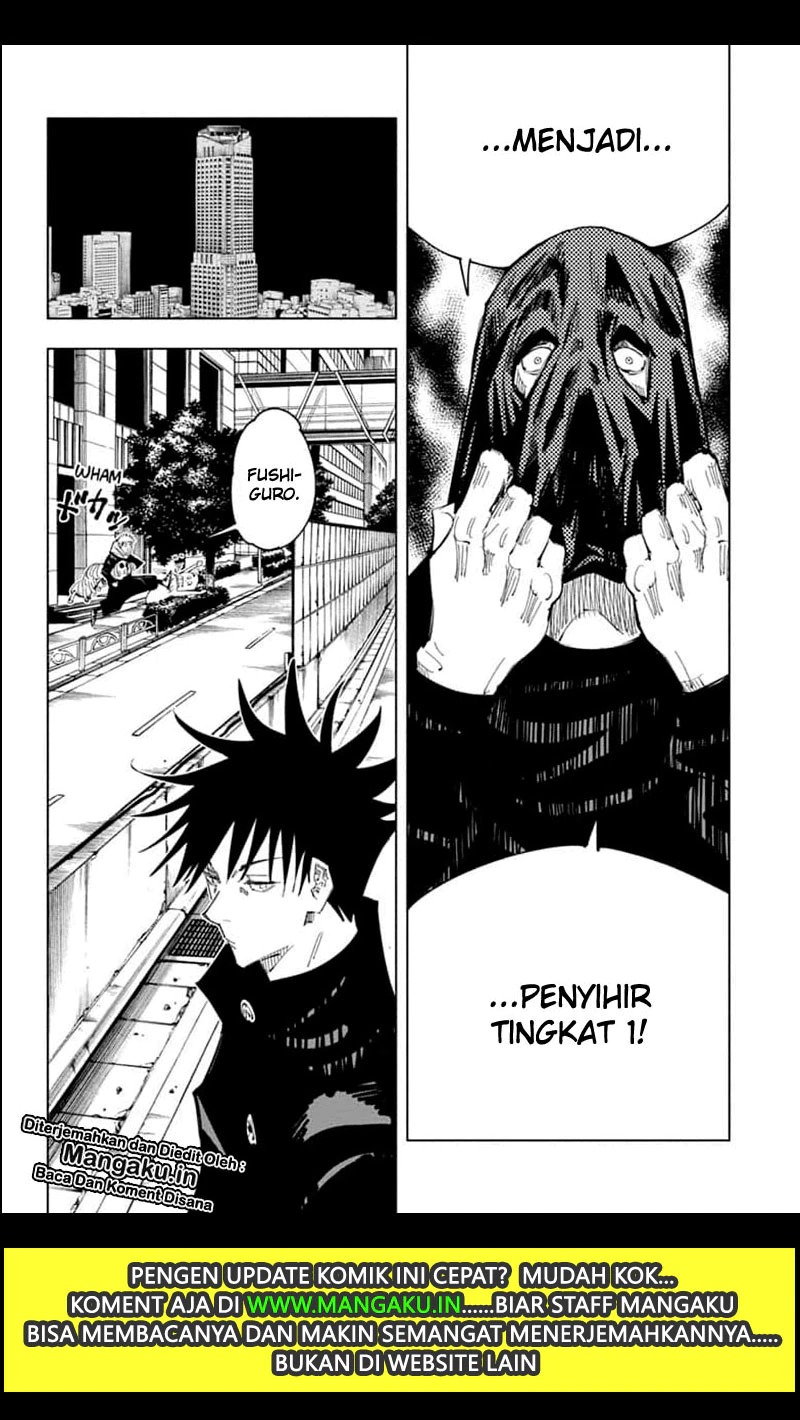 ...MENJADI...
...PENYIHIR
TINGKAT 1!
FUSHI-
GURO.
WHAM
Diterjemahkan dan Diedit Oleh :
Mangaku.in
Baca Dan Koment Disana
PENGEN UPDATE KOMIK INI CEPAT? MUDAH KOK...
KOMENT AJA DI WWW.MANGAKU.IN......BIAR STAFF MANGAKU
BISA MEMBACANYA DAN MAKIN SEMANGAT MENERJEMAHKANNYA.....
BUKAN DI WEBSITE LAIN